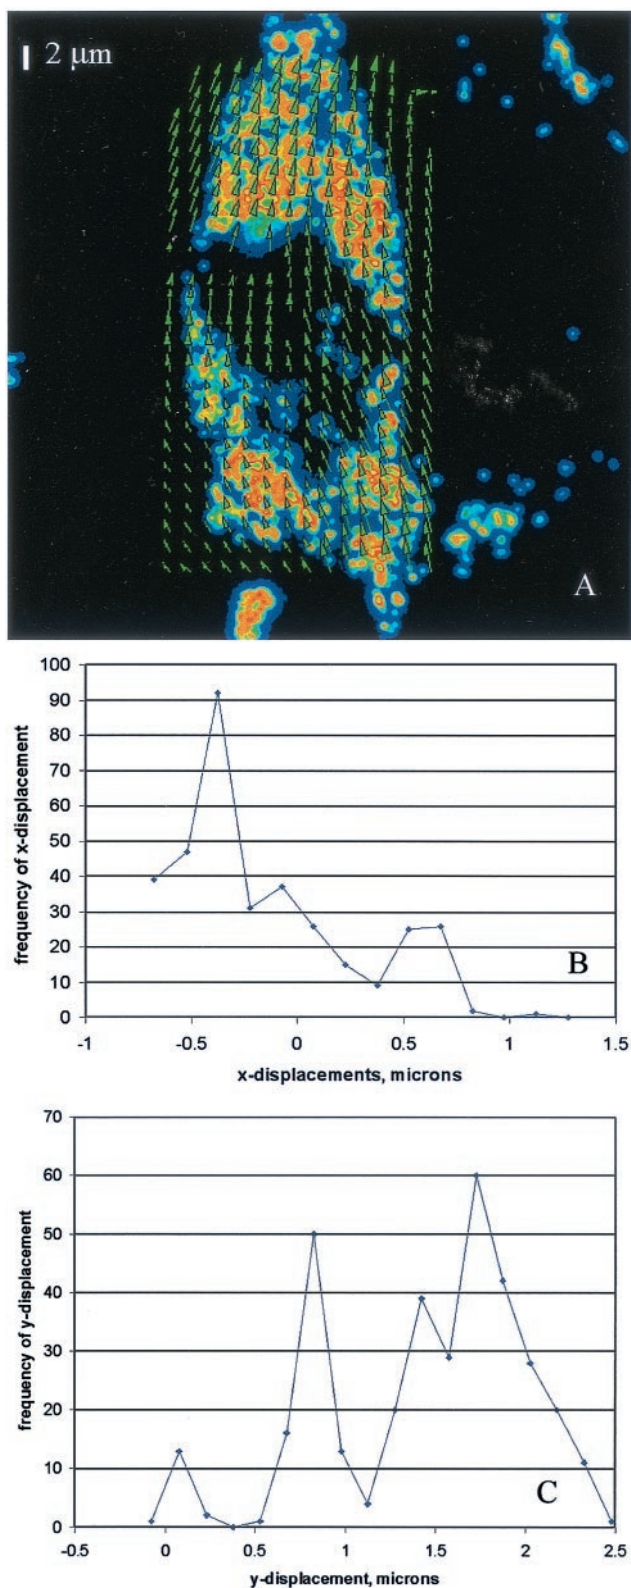 2 μm
A
100
90
80
70
60
50
40
30
20
10
0
frequency of x-displacement
B
-1 -0.5 0 0.5 1 1.5
x-displacements, microns
70
60
50
40
30
20
10
0
frequency of y-displacement
C
-0.5 0 0.5 1 1.5 2 2.5
y-displacement, microns